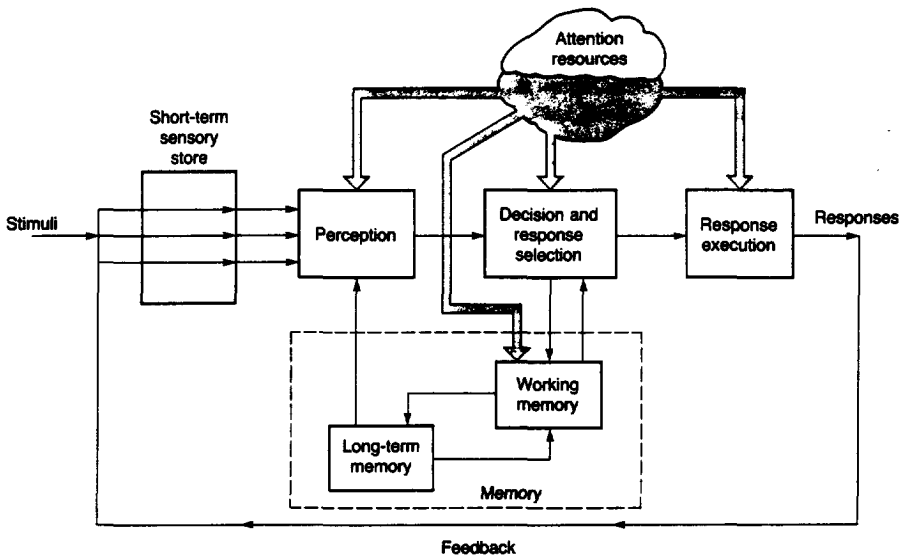 Attention
resources
Short-term
sensory
store
Stimuli
Perception
Decision and
response
selection
Response
execution
Responses
Working
memory
Long-term
memory
Memory
Feedback